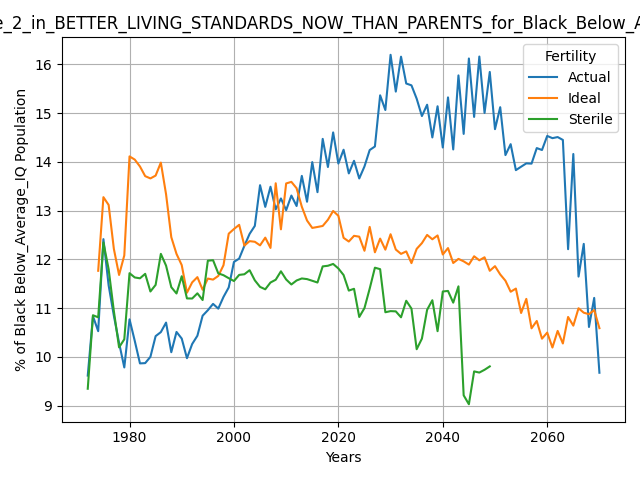 e_2_in_BETTER_LIVING_STANDARDS_NOW_THAN_PARENTS_for_Black_Below_A
% of Black Below_Average_IQ Population
16
15
14
13
12
11
10
9
Fertility
Actual
Ideal
Sterile
1980
2000
2020
2040
2060
Years